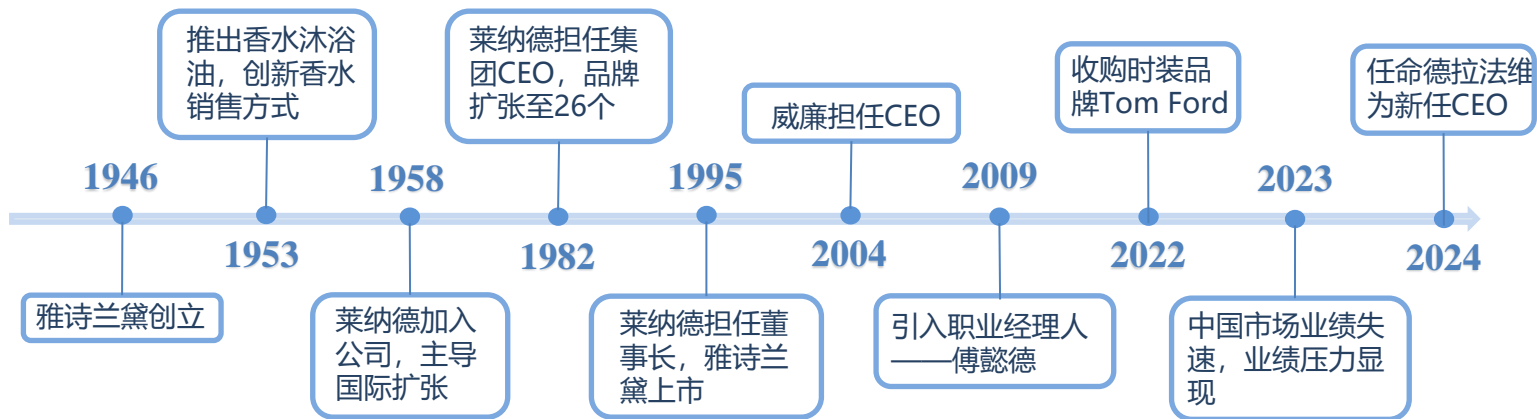 推出香水沐浴
油，创新香水
销售方式
莱纳德担任集
团CEO，品牌
扩张至26个
威廉担任CEO
收购时装品
牌Tom Ford
任命德拉法维
为新任CEO
1946
1958
1995
2009
2023
1953
1982
2004
2022
2024
雅诗兰黛创立
莱纳德加入
公司，主导
国际扩张
莱纳德担任董
事长，雅诗兰
黛上市
引入职业经理人
——傅懿德
中国市场业绩失
速，业绩压力显
现